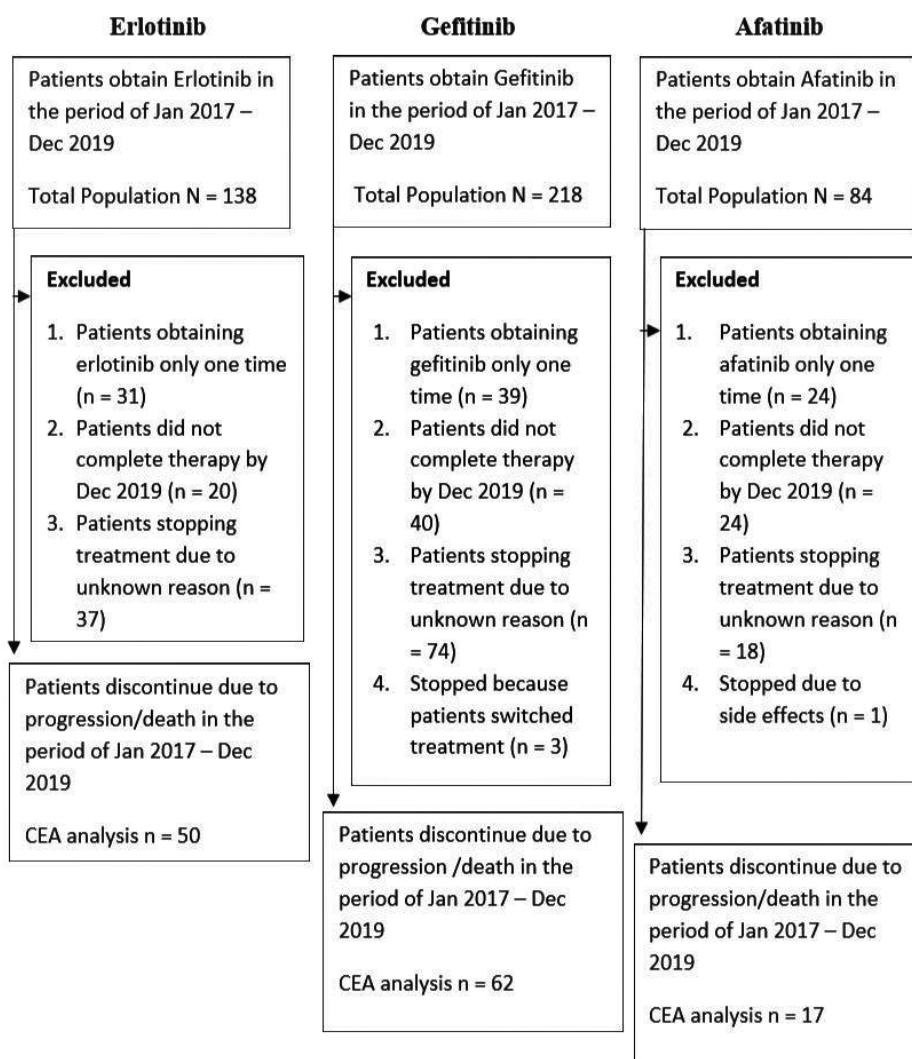 Erlotinib
Patients obtain Erlotinib in
the period of Jan 2017 –
Dec 2019
Total Population N = 138
Excluded
1. Patients obtaining
erlotinib only one time
(n = 31)
2. Patients did not
complete therapy by
Dec 2019 (n = 20)
3. Patients stopping
treatment due to
unknown reason (n =
37)
Patients discontinue due to
progression/death in the
period of Jan 2017 – Dec
2019
CEA analysis n = 50
Gefitinib
Patients obtain Gefitinib
in the period of Jan 2017 –
Dec 2019
Total Population N = 218
Excluded
1. Patients obtaining
gefitinib only one
time (n = 39)
2. Patients did not
complete therapy
by Dec 2019 (n =
40)
3. Patients stopping
treatment due to
unknown reason (n
= 74)
4. Stopped because
patients switched
treatment (n = 3)
Patients discontinue due to
progression /death in the
period of Jan 2017 – Dec
2019
CEA analysis n = 62
Afatinib
Patients obtain Afatinib in
the period of Jan 2017 –
Dec 2019
Total Population N = 84
Excluded
1. Patients obtaining
afatinib only one
time (n = 24)
2. Patients did not
complete therapy
by Dec 2019 (n =
24)
3. Patients stopping
treatment due to
unknown reason (n
= 18)
4. Stopped due to
side effects (n = 1)
Patients discontinue due to
progression/death in the
period of Jan 2017 – Dec
2019
CEA analysis n = 17